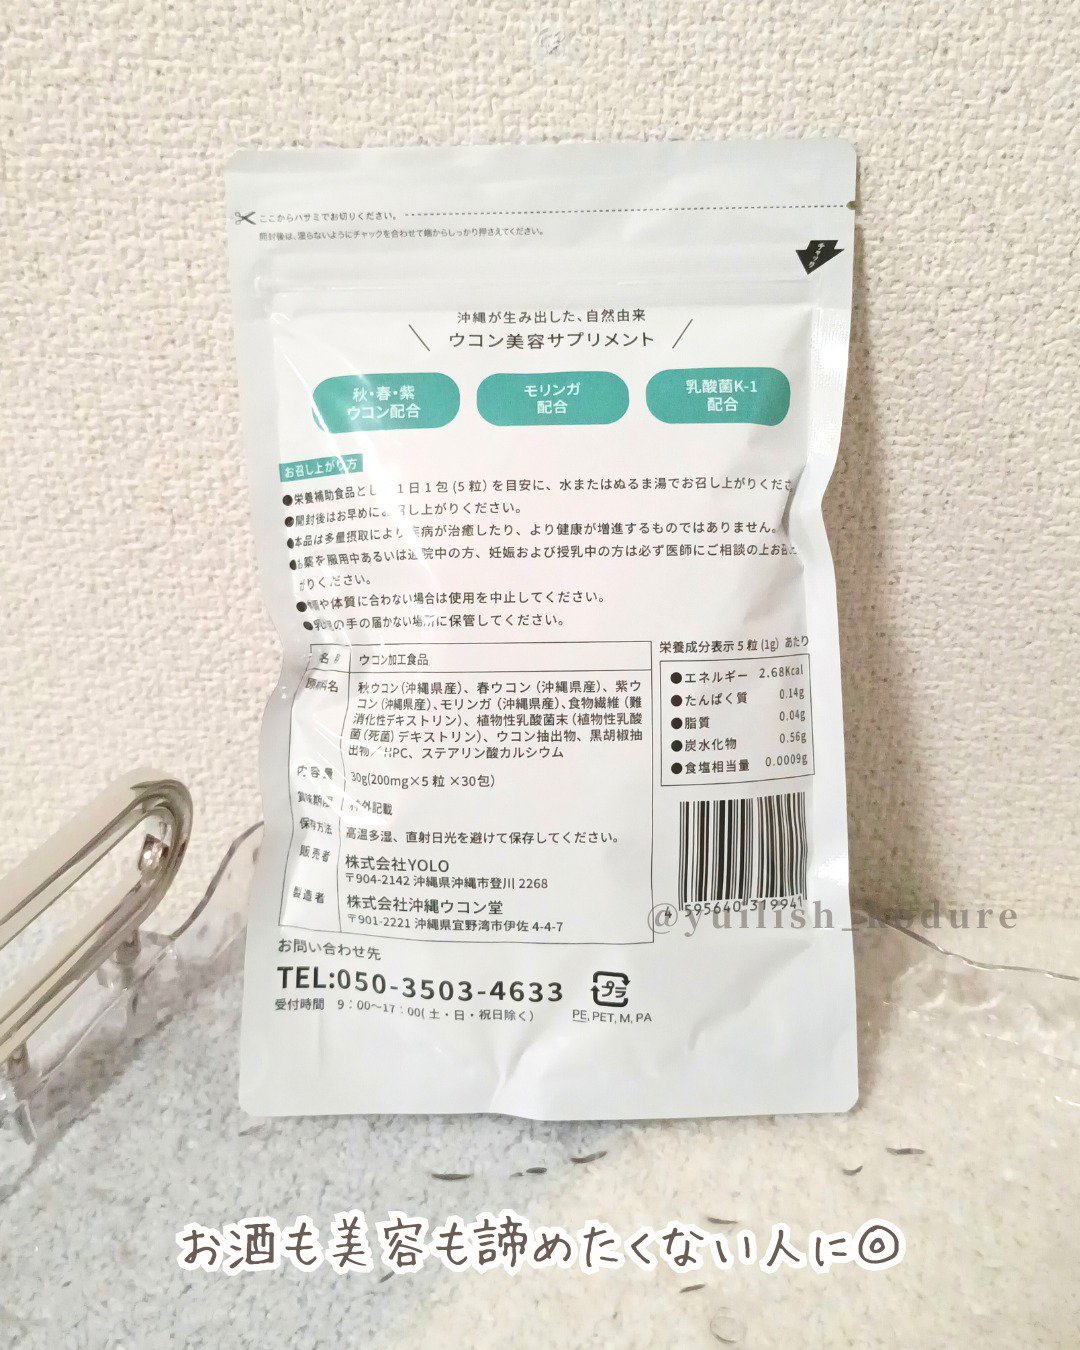 ここからハサミでお切りください。
開封後は、湿らないようにチャックを合わせて端からしっかり押さえてください。
チャック
沖縄が生み出した、自然由来
ウコン美容サプリメント
秋・春・紫
ウコン配合
モリンガ
配合
乳酸菌K-1
配合
お召し上がり方
●栄養補助食品とし 1日1包(5粒)を目安に、水またはぬるま湯でお召し上がりくださ
●開封後はお早めにお召し上がりください。
●本品は多量摂取により疾病が治癒したり、より健康が増進するものではありません。
●お薬を服用中あるいは通院中の方、妊娠および授乳中の方は必ず医師にご相談の上お召
がりください。
●体調や体質に合わない場合は使用を中止してください。
●乳児の手の届かない場所に保管してください。
名 ウコン加工食品
原料名 秋ウコン(沖縄県産)、春ウコン(沖縄県産)、紫ウ
コン(沖縄県産)、モリンガ(沖縄県産)、食物繊維(難
消化性デキストリン)、植物性乳酸菌末(植物性乳酸
菌(死菌)デキストリン)、ウコン抽出物、黒胡椒抽
出物/HPC、ステアリン酸カルシウム
内容量 30g(200mg×5粒×30包)
賞味期限 枠外記載
保存方法 高温多湿、直射日光を避けて保存してください。
販売者 株式会社YOLO
〒904-2142 沖縄県沖縄市登川 2268
製造者 株式会社沖縄ウコン堂
〒901-2221 沖縄県宜野湾市伊佐 4-4-7
栄養成分表示5粒(1g)あたり
●エネルギー 2.68Kcal
●たんぱく質 0.14g
●脂質 0.04g
●炭水化物 0.56g
●食塩相当量 0.0009g
4 595640 319941
@yuilish_kodure
お問い合わせ先
TEL:050-3503-4633
受付時間 9:00〜17:00(土・日・祝日除く)
プラ
PE, PET, M, PA
お酒も美容も諦めたくない人に◎